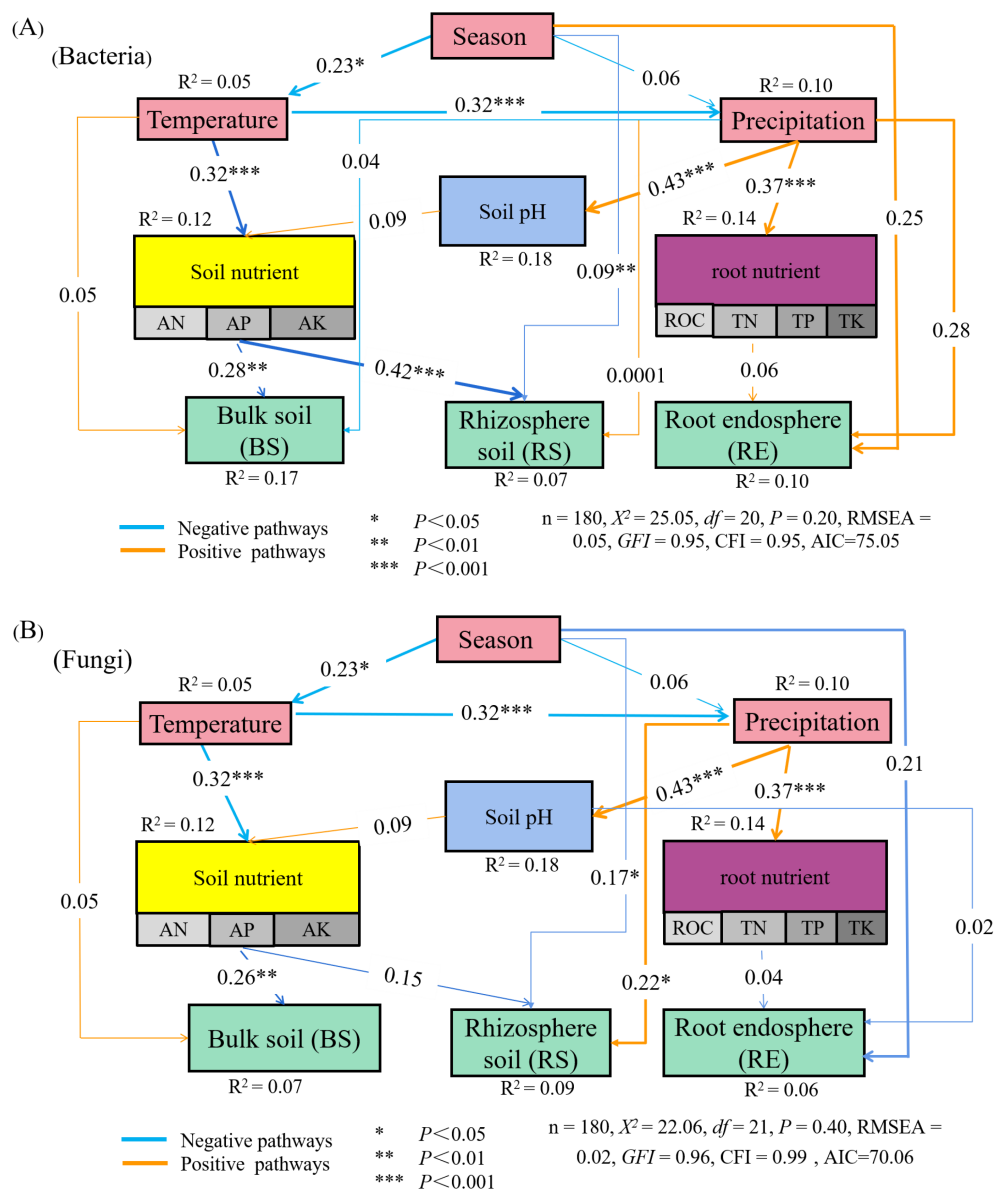 (A)
(Bacteria)
Season
0.23*
0.06
R² = 0.05
R² = 0.10
Temperature
0.32***
Precipitation
0.32***
0.04
0.43***
0.37***
R² = 0.12
0.09
Soil pH
R² = 0.14
0.25
R² = 0.18
Soil nutrient
root nutrient
0.09**
0.05
AN AP AK
ROC TN TP TK
0.28
0.28**
0.42***
0.0001
0.06
Bulk soil
(BS)
Rhizosphere
soil (RS)
Root endosphere
(RE)
R² = 0.17
R² = 0.07
R² = 0.10
Negative pathways
Positive pathways
* P<0.05
** P<0.01
*** P<0.001
n = 180, X² = 25.05, df = 20, P = 0.20, RMSEA =
0.05, GFI = 0.95, CFI = 0.95, AIC=75.05
(B)
(Fungi)
Season
0.23*
0.06
R² = 0.05
R² = 0.10
Temperature
0.32***
Precipitation
0.32***
0.43***
0.37***
0.21
R² = 0.12
0.09
Soil pH
R² = 0.14
R² = 0.18
Soil nutrient
root nutrient
0.17*
0.05
AN AP AK
ROC TN TP TK
0.02
0.26**
0.15
0.22*
0.04
Bulk soil (BS)
Rhizosphere
soil (RS)
Root endosphere
(RE)
R² = 0.07
R² = 0.09
R² = 0.06
Negative pathways
Positive pathways
* P<0.05
** P<0.01
*** P<0.001
n = 180, X² = 22.06, df = 21, P = 0.40, RMSEA =
0.02, GFI = 0.96, CFI = 0.99 , AIC=70.06